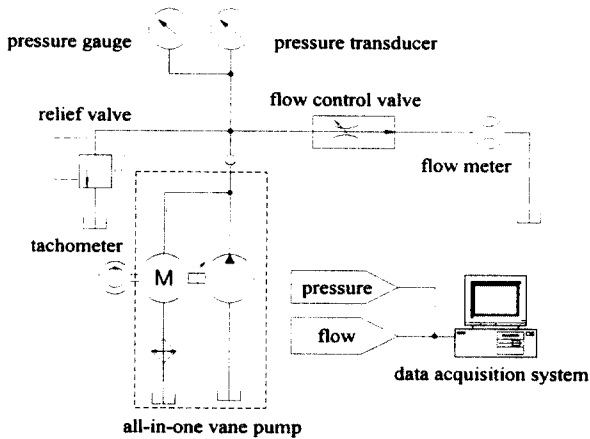 pressure gauge
pressure transducer
flow control valve
relief valve
flow meter
tachometer
M
pressure
flow
data acquisition system
all-in-one vane pump